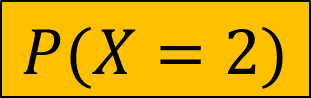 P(X = 2)